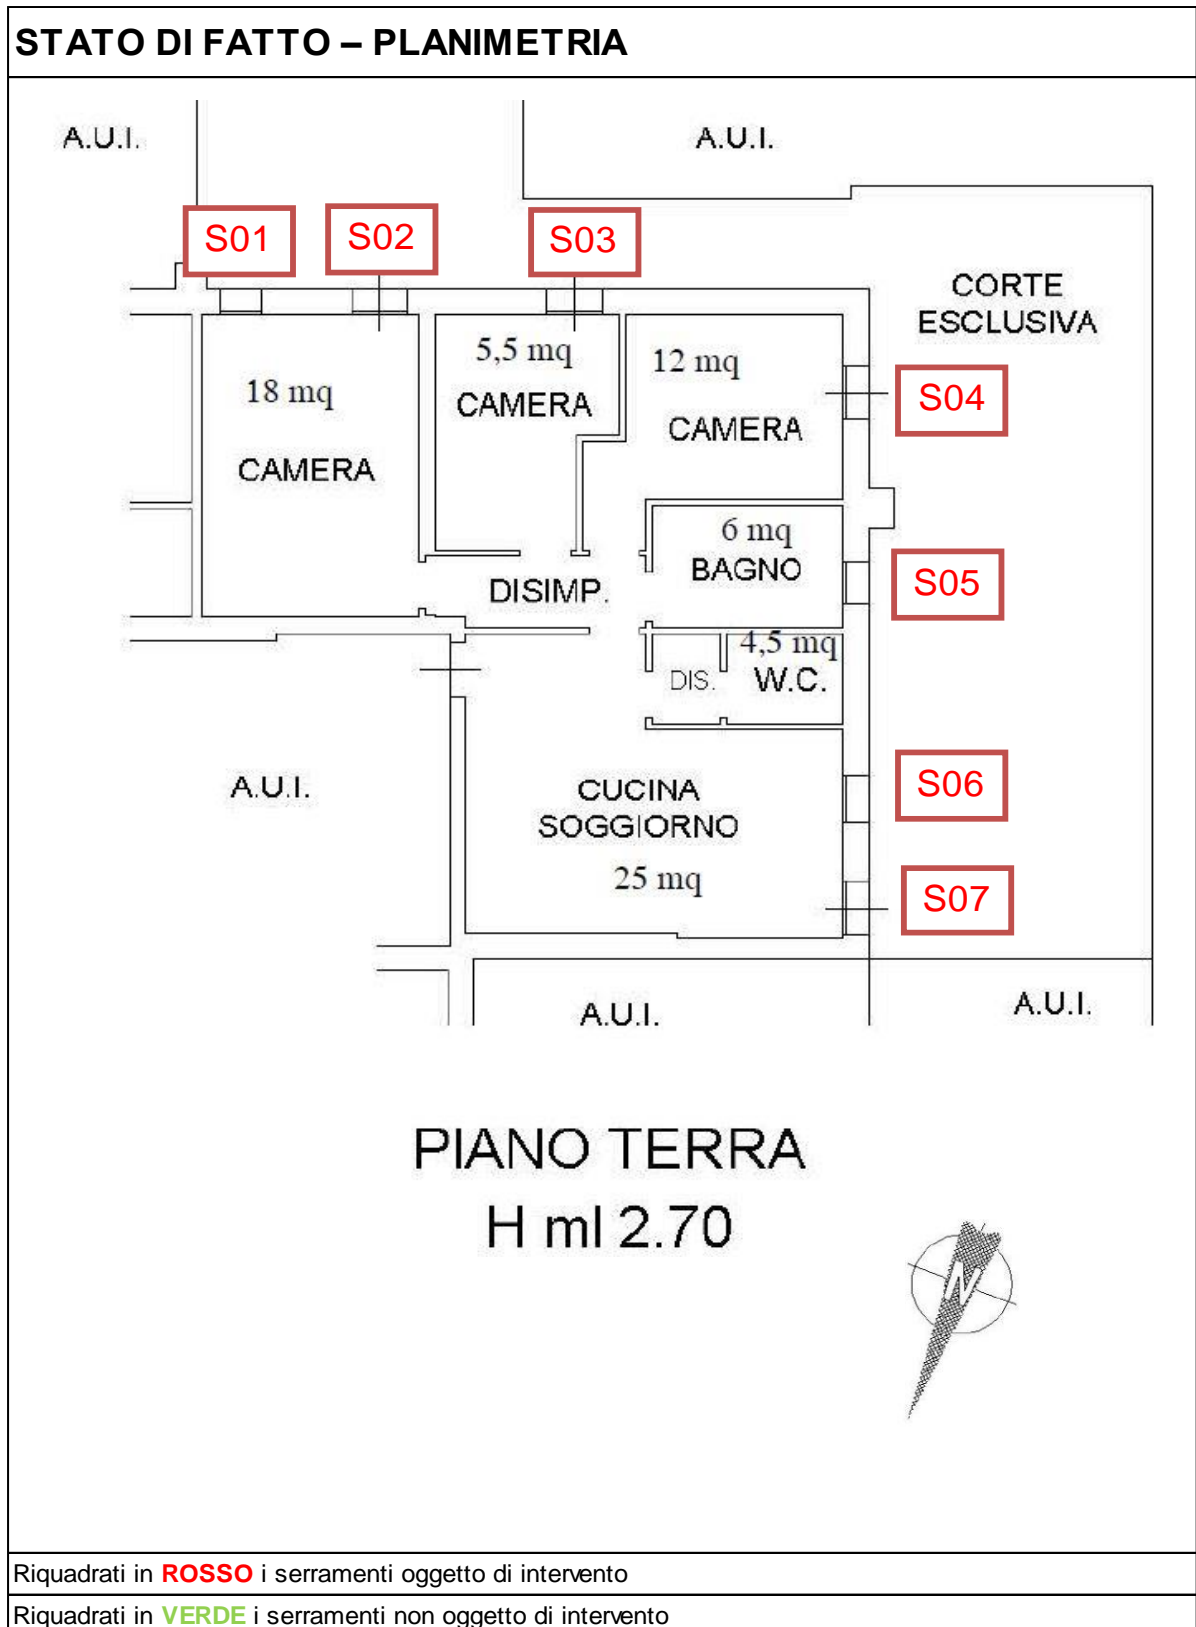 STATO DI FATTO – PLANIMETRIA
A.U.I.
A.U.I.
S01
S02
S03
CORTE
ESCLUSIVA
5,5 mq
CAMERA
12 mq
CAMERA
18 mq
CAMERA
S04
6 mq
BAGNO
S05
DISIMP.
4,5 mq
W.C.
DIS.
A.U.I.
CUCINA
SOGGIORNO
25 mq
S06
S07
A.U.I.
A.U.I.
PIANO TERRA
H ml 2.70
N
Riquadrati in ROSSO i serramenti oggetto di intervento
Riquadrati in VERDE i serramenti non oggetto di intervento